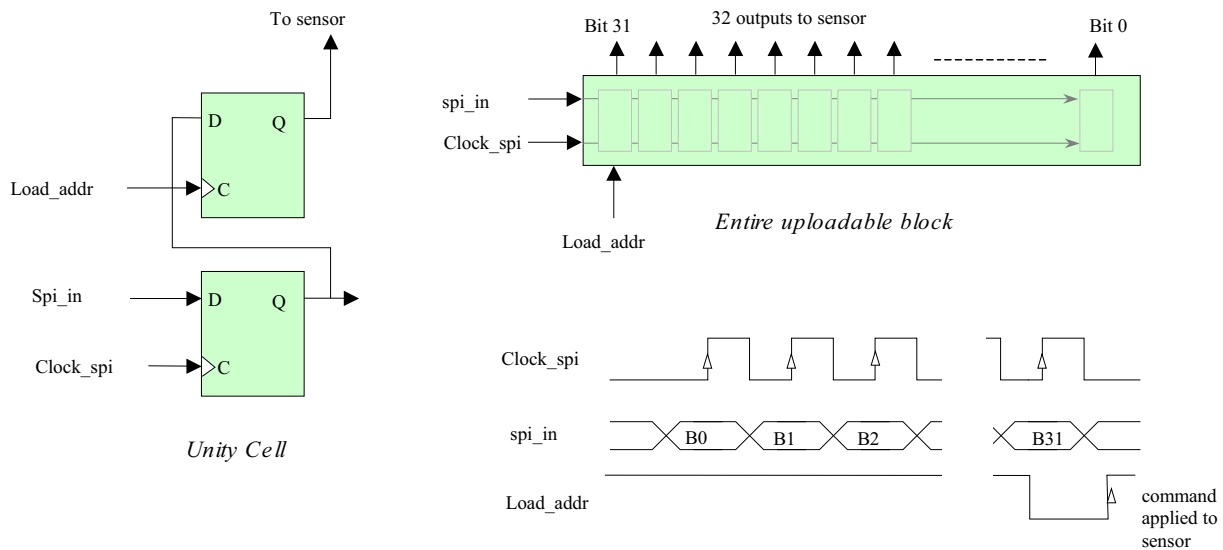 To sensor
D
Q
Load_addr
C
Spi_in
D
Q
Clock_spi
C
Unity Cell
Bit 31
32 outputs to sensor
Bit 0
spi_in
Clock_spi
Load_addr
Entire uploadable block
Clock_spi
spi_in
B0
B1
B2
B31
Load_addr
command
applied to
sensor